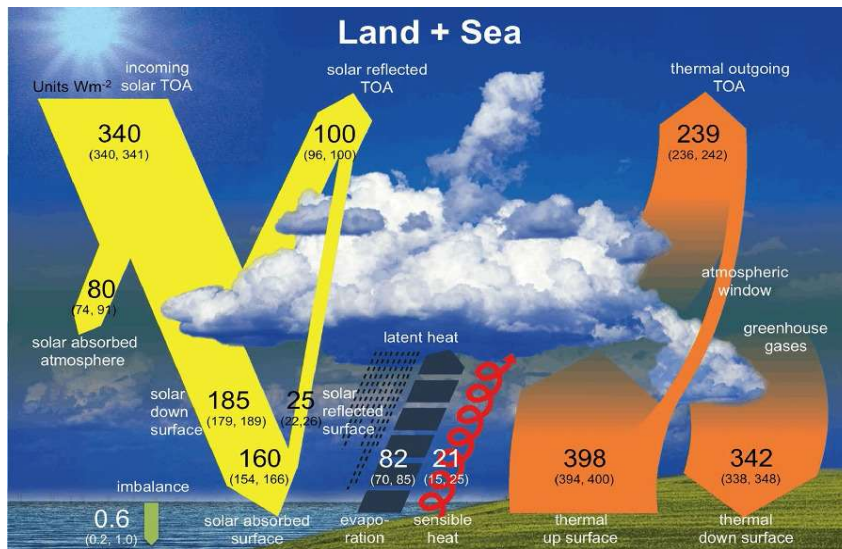 Land + Sea
Units Wm-2
incoming
solar TOA
solar reflected
TOA
thermal outgoing
TOA
340
(340, 341)
100
(96, 100)
239
(236, 242)
80
(74, 91)
solar absorbed
atmosphere
atmospheric
window
greenhouse
gases
latent heat
solar
down
surface
185
(179, 189)
25
(22,26)
solar
reflected
surface
160
(154, 166)
82
(70, 85)
21
(15, 25)
398
(394, 400)
342
(338, 348)
imbalance
0.6
(0.2, 1.0)
solar absorbed
surface
evapo-
ration
sensible
heat
thermal
up surface
thermal
down surface